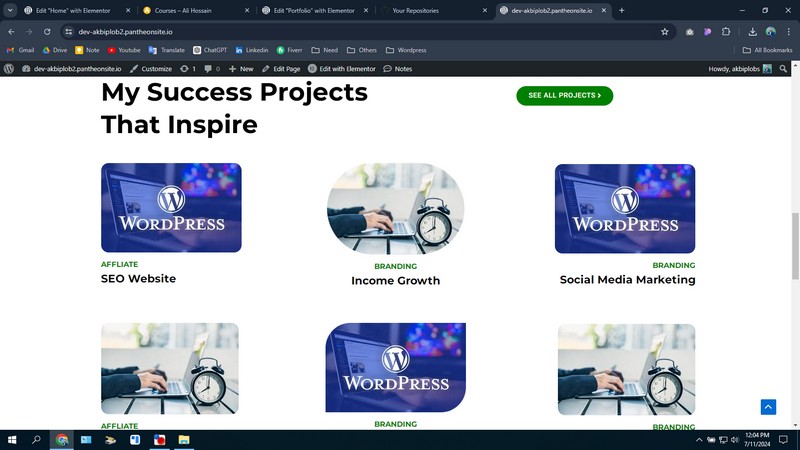 Edit "Home" with Elementor
Courses – Ali Hossain
Edit "Portfolio" with Elementor
Your Repositories
dev-akbiplob2.pantheonsite.io
dev-akbiplob2.pantheonsite.io
Gmail
Drive
Note
Youtube
Translate
ChatGPT
Linkedin
Fiverr
Need
Others
Wordpress
All Bookmarks
dev-akbiplob2.pantheonsite.io
Customize
1
0
New
Edit Page
Edit with Elementor
Notes
Howdy, akbiplobs
My Success Projects
That Inspire
SEE ALL PROJECTS >
WORDPRESS
WORDPRESS
AFFLIATE
SEO Website
BRANDING
Income Growth
BRANDING
Social Media Marketing
WORDPRESS
AFFLIATE
BRANDING
BRANDING
12:04 PM
7/11/2024